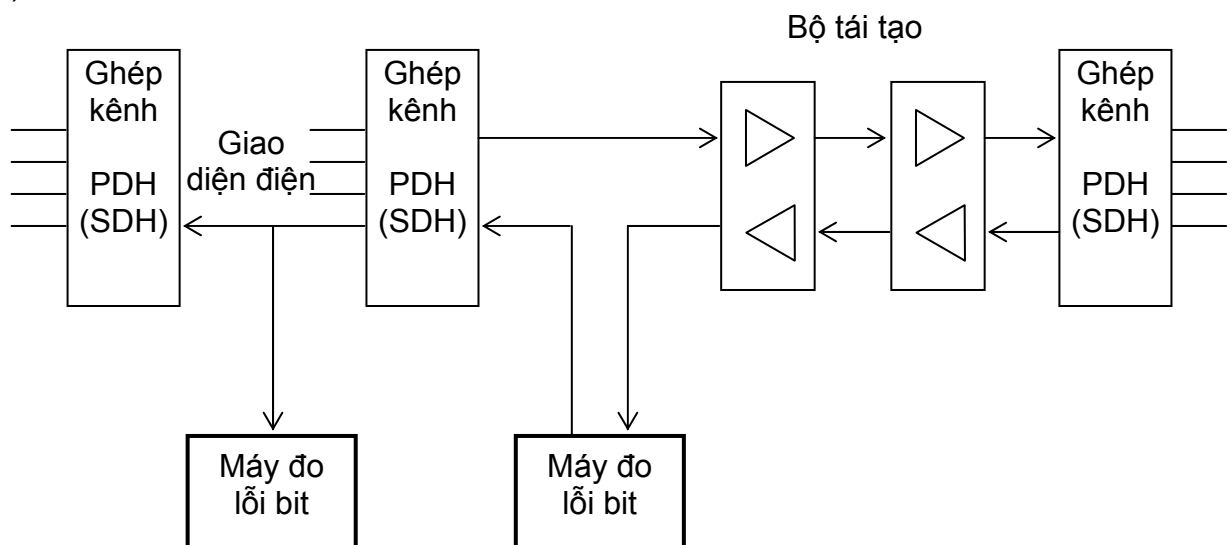 )
Bộ tái tạo
Ghép
kênh
PDH
(SDH)
Giao
diện điện
Ghép
kênh
PDH
(SDH)
Ghép
kênh
PDH
(SDH)
Máy đo
lỗi bit
Máy đo
lỗi bit